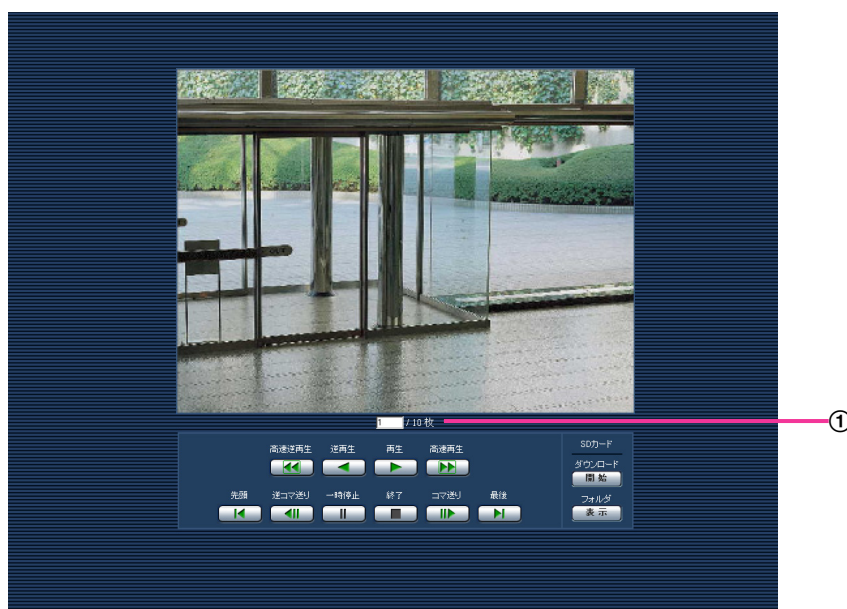 1 / 10 枚
①
高速逆再生 逆再生 再生 高速再生
SDカード
ダウンロード
開 始
先頭 逆コマ送り 一時停止 終了 コマ送り 最後
フォルダ
表 示